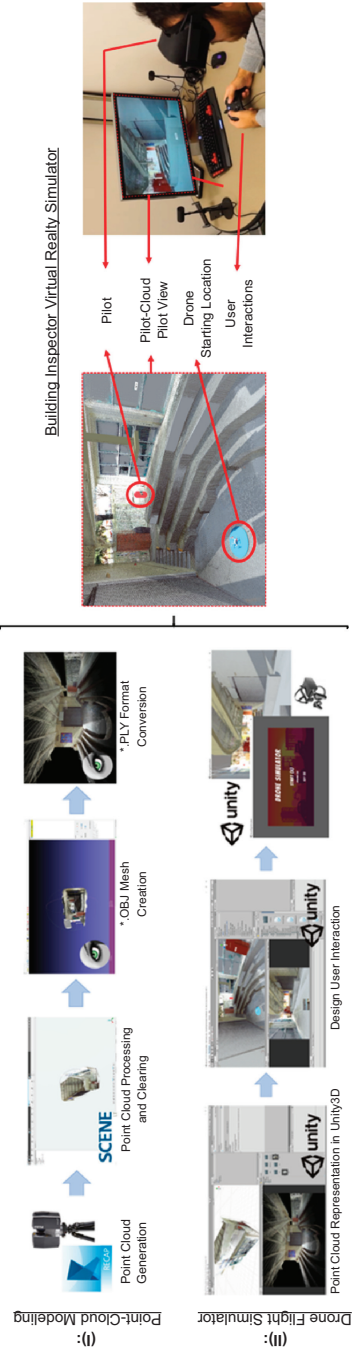 (I):
Point-Cloud Modeling
RECAP
Point Cloud
Generation
SCENE
Point Cloud Processing
and Clearing
*.OBJ Mesh
Creation
*.PLY Format
Conversion
(II):
Drone Flight Simulator
unity
Point Cloud Representation in Unity3D
unity
Design User Interaction
unity
DRONE SIMULATOR
Building Inspector Virtual Realty Simulator
Pilot
Pilot-Cloud
Pilot View
Drone
Starting Location
User
Interactions